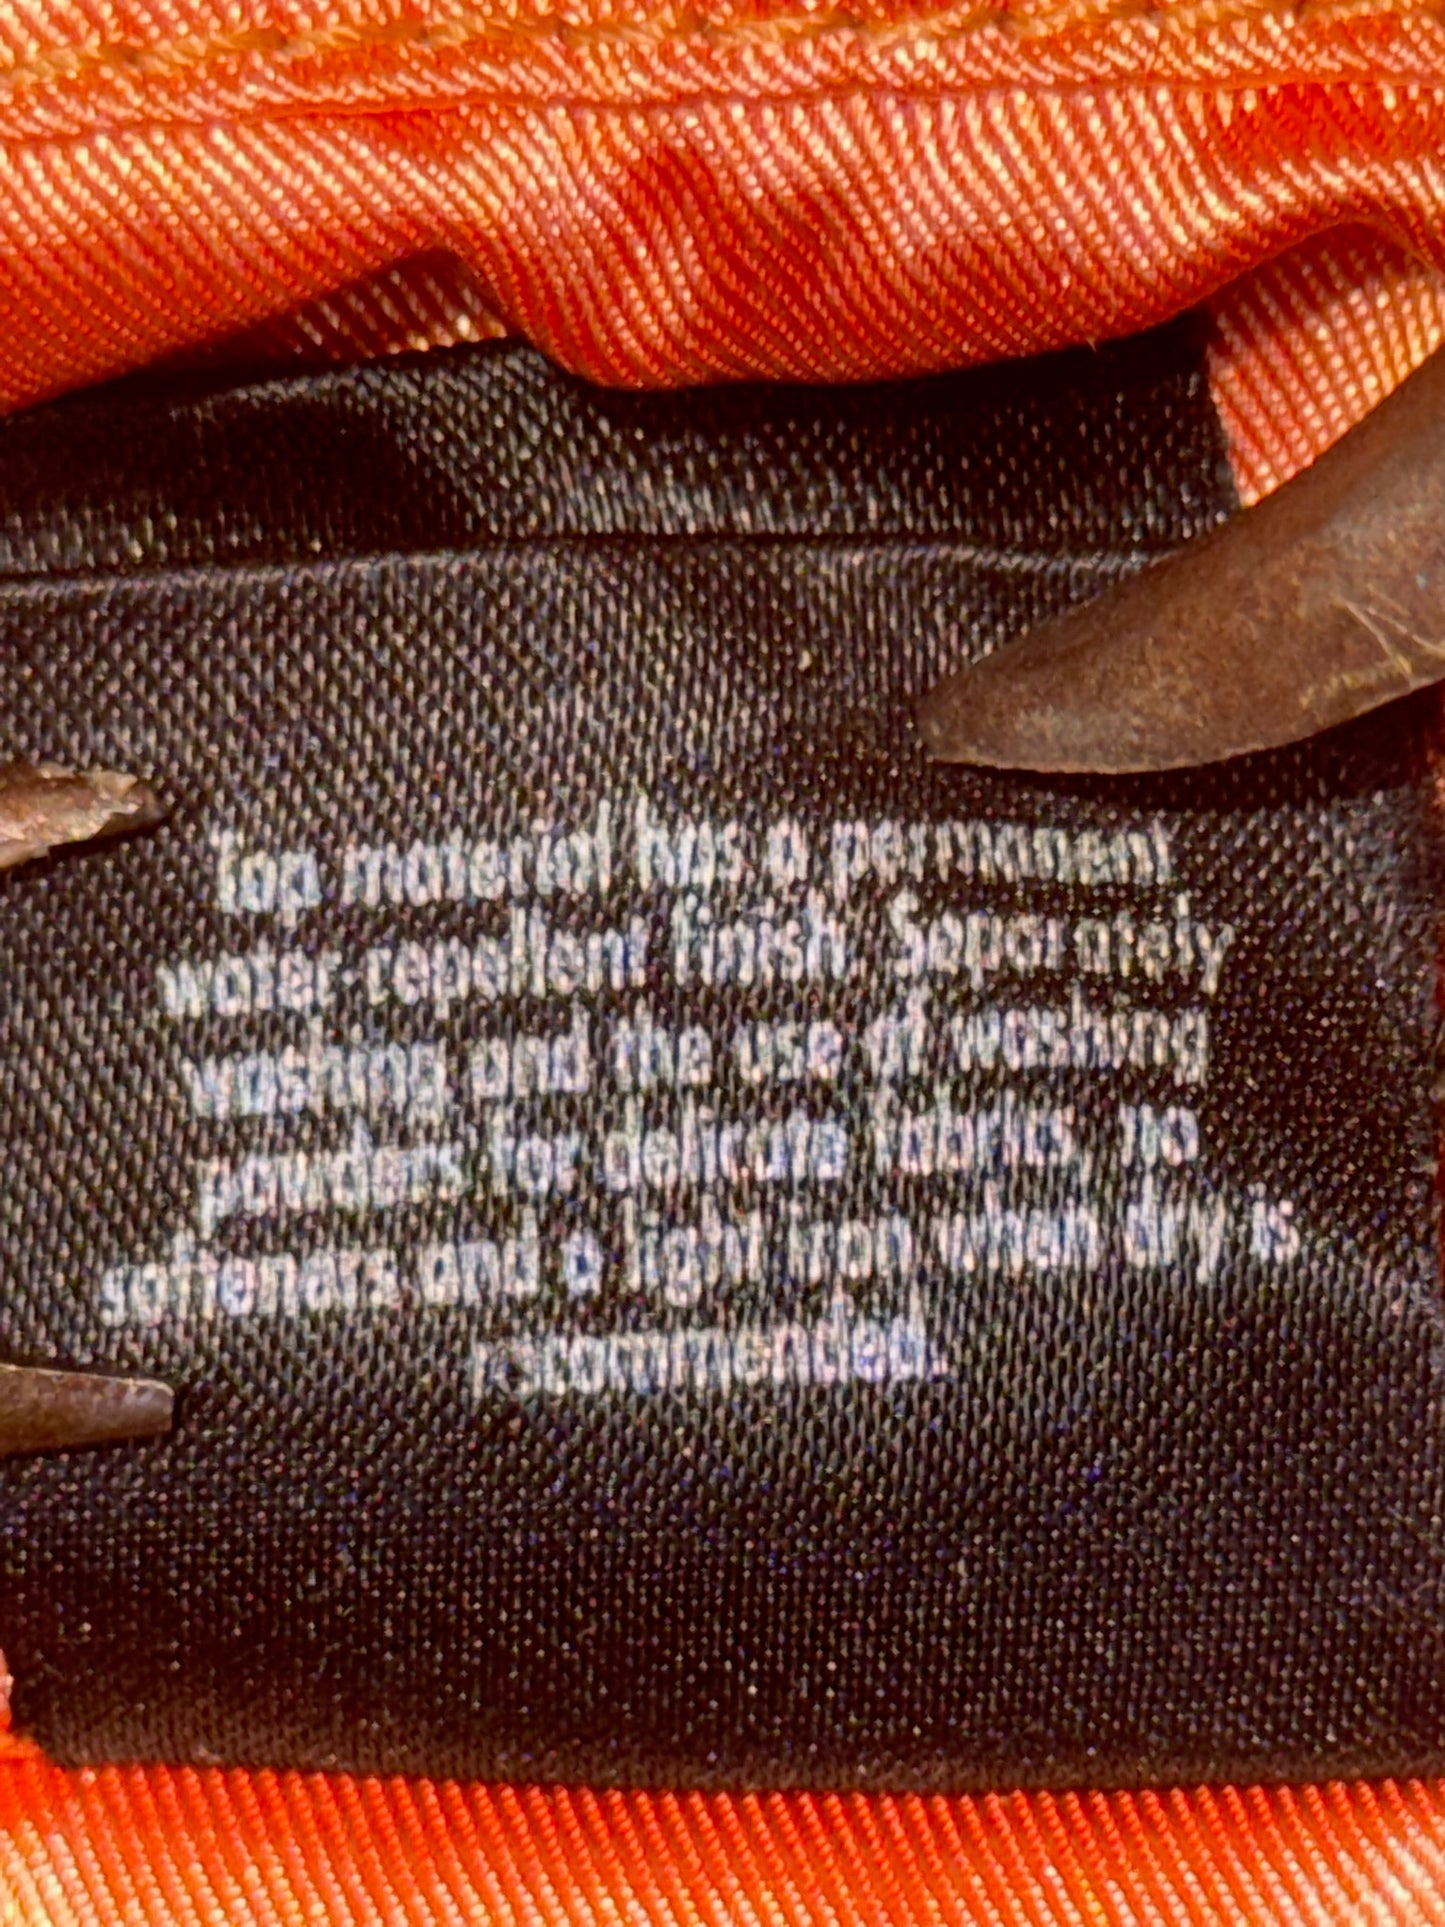 Top material has a permanent
water repellent finish. Separately
washing and the use of washing
powders for delicate fabrics, no
softeners and a light iron when dry is
recommended.